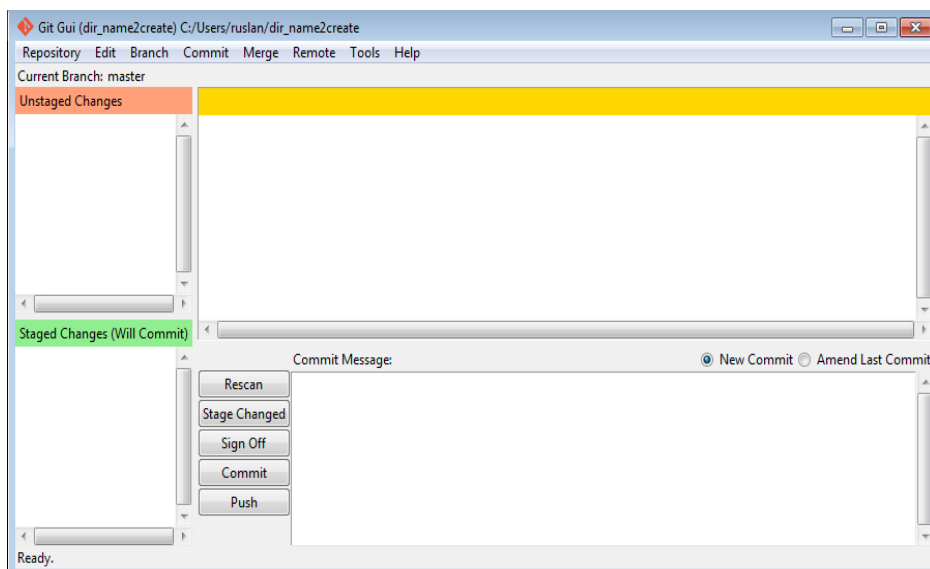 Git Gui (dir_name2create) C:/Users/ruslan/dir_name2create
Repository Edit Branch Commit Merge Remote Tools Help
Current Branch: master
Unstaged Changes
Staged Changes (Will Commit)
Commit Message:
New Commit
Amend Last Commit
Rescan
Stage Changed
Sign Off
Commit
Push
Ready.